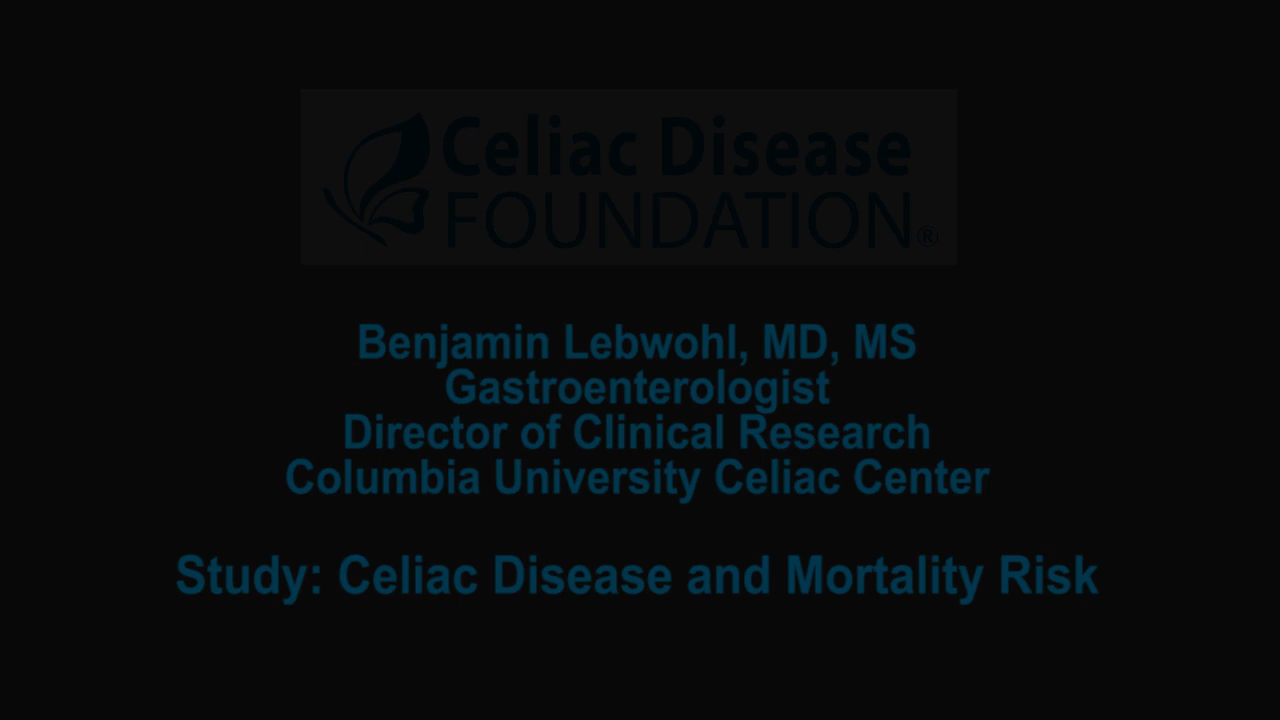 Celiac Disease
FOUNDATION®
Benjamin Lebwohl, MD, MS
Gastroenterologist
Director of Clinical Research
Columbia University Celiac Center
Study: Celiac Disease and Mortality Risk